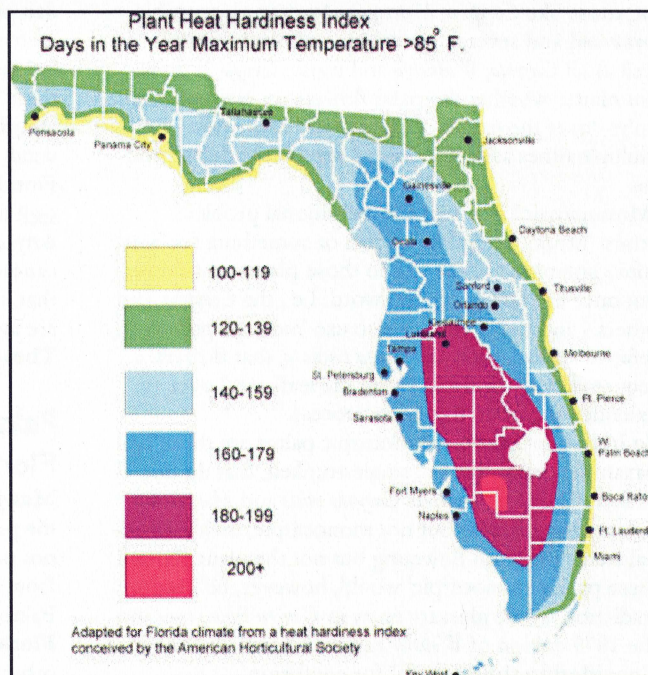 Plant Heat Hardiness Index
Days in the Year Maximum Temperature >85° F.
Pensacola
Panama City
Tallahassee
Jacksonville
Gainesville
Ocala
Daytona Beach
Sanford
Orlando
Titusville
Kissimmee
Lakeland
Tampa
Melbourne
St. Petersburg
Bradenton
Sarasota
Ft. Pierce
W.
Palm Beach
Fort Myers
Naples
Boca Rato
Ft. Lauderd
Miami
Key West
100-119
120-139
140-159
160-179
180-199
200+
Adapted for Florida climate from a heat hardiness index
conceived by the American Horticultural Society